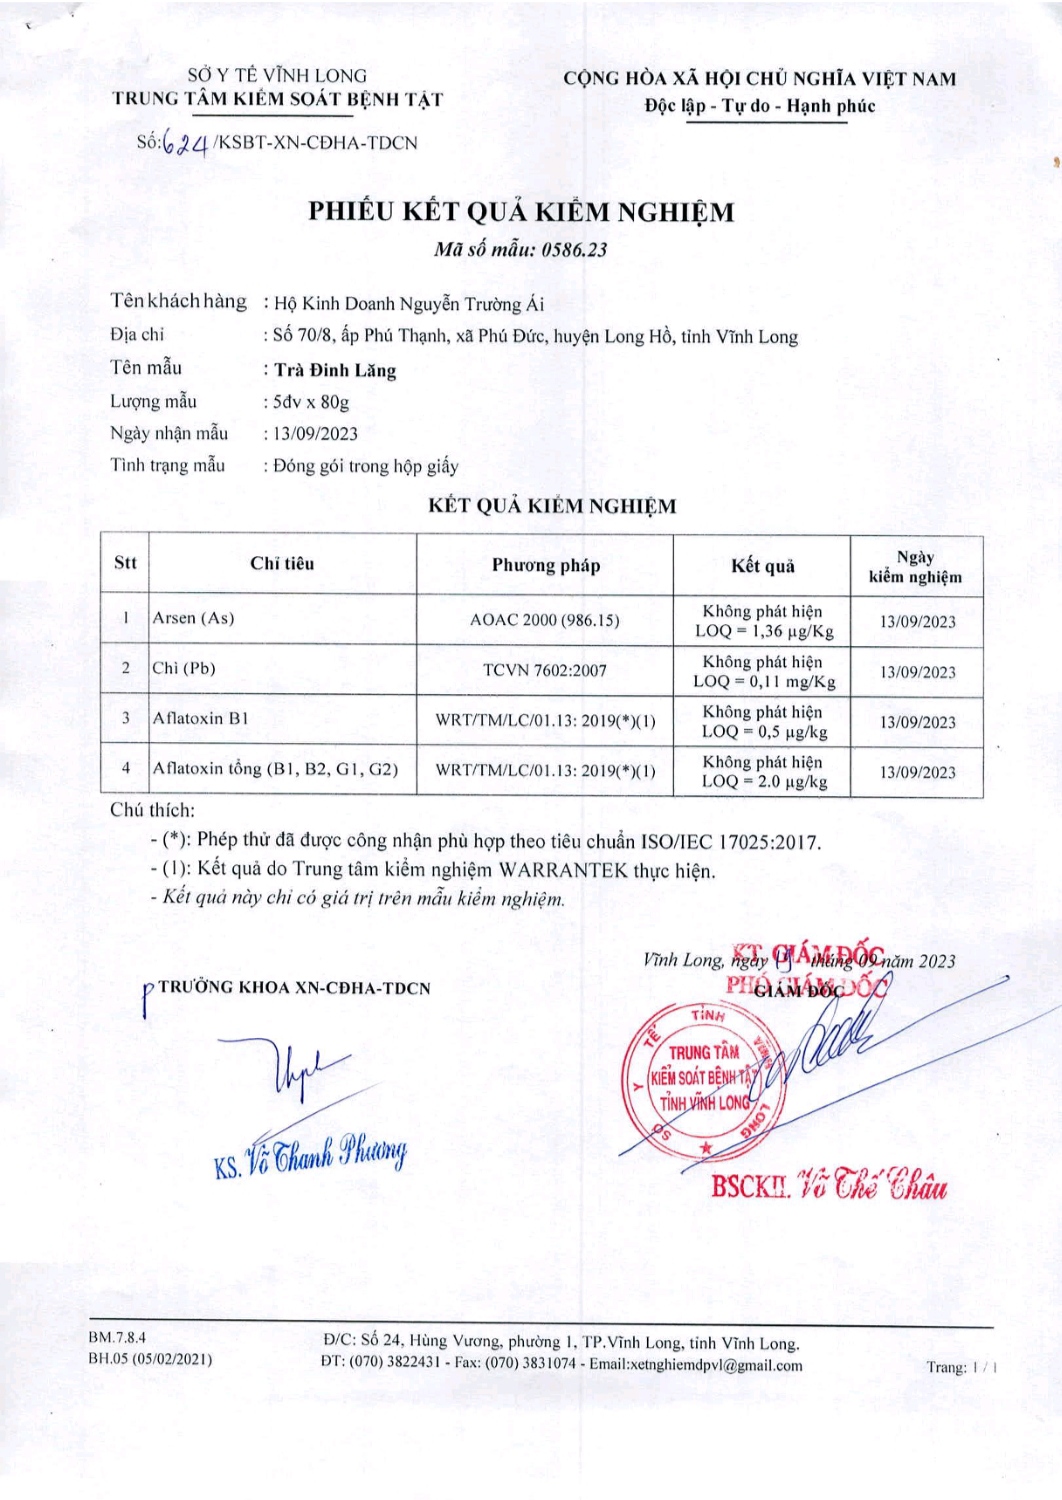 SỞ Y TẾ VĨNH LONG
TRUNG TÂM KIỂM SOÁT BỆNH TẬT
Số: 624 /KSBT-XN-CĐHA-TDCN
CỘNG HÒA XÃ HỘI CHỦ NGHĨA VIỆT NAM
Độc lập - Tự do - Hạnh phúc
PHIẾU KẾT QUẢ KIỂM NGHIỆM
Mã số mẫu: 0586.23
Tên khách hàng : Hộ Kinh Doanh Nguyễn Trường Ái
Địa chỉ : Số 70/8, ấp Phú Thạnh, xã Phú Đức, huyện Long Hồ, tỉnh Vĩnh Long
Tên mẫu : Trà Đinh Lăng
Lượng mẫu : 5đv x 80g
Ngày nhận mẫu : 13/09/2023
Tình trạng mẫu : Đóng gói trong hộp giấy
KẾT QUẢ KIỂM NGHIỆM
Stt Chỉ tiêu Phương pháp Kết quả Ngày
kiểm nghiệm
1 Arsen (As) AOAC 2000 (986.15) Không phát hiện
LOQ = 1,36 µg/Kg 13/09/2023
2 Chì (Pb) TCVN 7602:2007 Không phát hiện
LOQ = 0,11 mg/Kg 13/09/2023
3 Aflatoxin B1 WRT/TM/LC/01.13: 2019(*)(1) Không phát hiện
LOQ = 0,5 µg/kg 13/09/2023
4 Aflatoxin tổng (B1, B2, G1, G2) WRT/TM/LC/01.13: 2019(*)(1) Không phát hiện
LOQ = 2.0 µg/kg 13/09/2023
Chú thích:
- (*): Phép thử đã được công nhận phù hợp theo tiêu chuẩn ISO/IEC 17025:2017.
- (1): Kết quả do Trung tâm kiểm nghiệm WARRANTEK thực hiện.
- Kết quả này chỉ có giá trị trên mẫu kiểm nghiệm.
Vĩnh Long, ngày tháng 09 năm 2023
KT. GIÁM ĐỐC
PHÓ GIÁM ĐỐC
GIÁM ĐỐC
P TRƯỞNG KHOA XN-CĐHA-TDCN
SỞ Y TẾ TỈNH VĨNH LONG
TRUNG TÂM
KIỂM SOÁT BỆNH TẬT
TỈNH VĨNH LONG
KS. Võ Thanh Phương
BSCKII. Võ Thế Châu
BM.7.8.4
BH.05 (05/02/2021)
Đ/C: Số 24, Hùng Vương, phường 1, TP.Vĩnh Long, tỉnh Vĩnh Long.
ĐT: (070) 3822431 - Fax: (070) 3831074 - Email:xetnghiemdpvl@gmail.com
Trang: 1 / 1